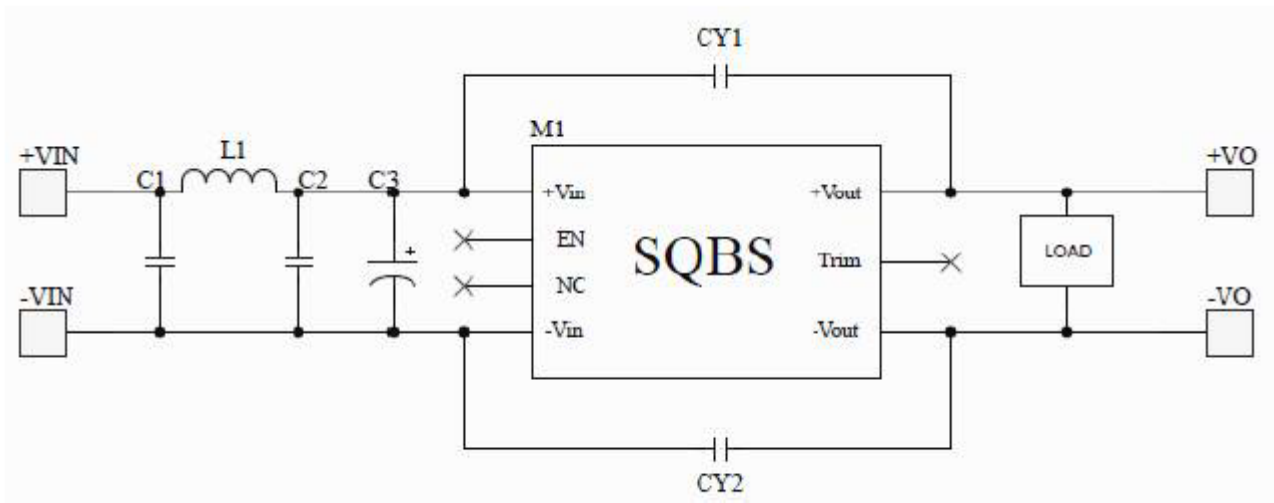 CY1
M1
+VIN
C1
L1
C2
C3
+Vin
+Vout
+VO
+
EN
SQBS
Trim
LOAD
NC
-VIN
-Vin
-Vout
-VO
CY2